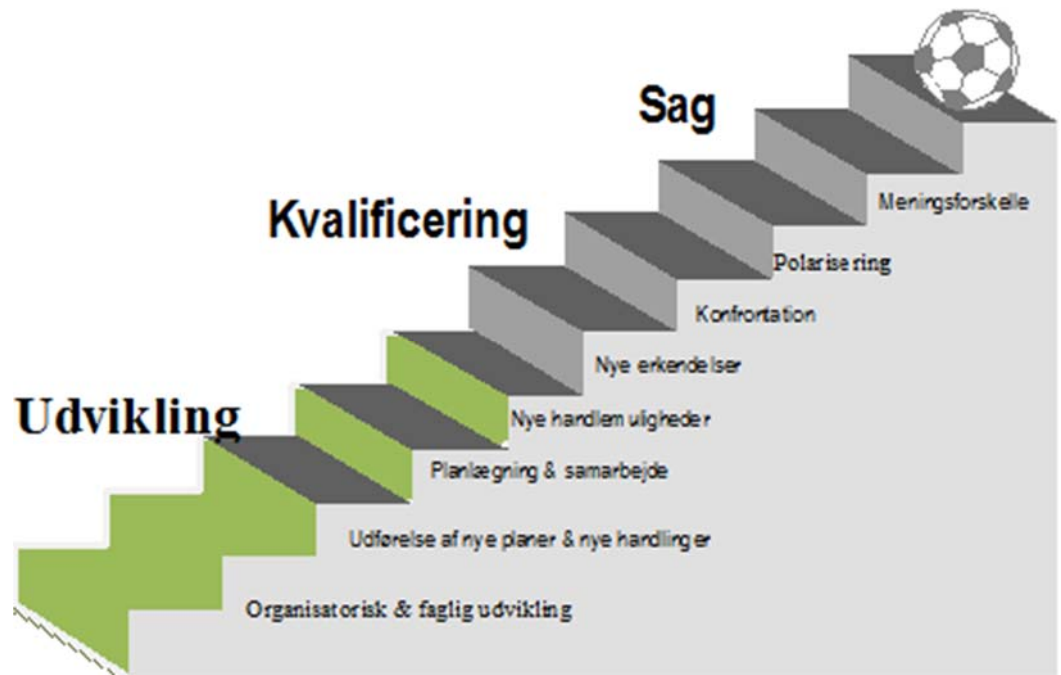 Sag
Meningsforskelle
Kvalificering
Polarisering
Konfrontation
Nye erkendelser
Udvikling
Nye handlemuligheder
Planlægning & samarbejde
Udførelse af nye planer & nye handlinger
Organisatorisk & faglig udvikling